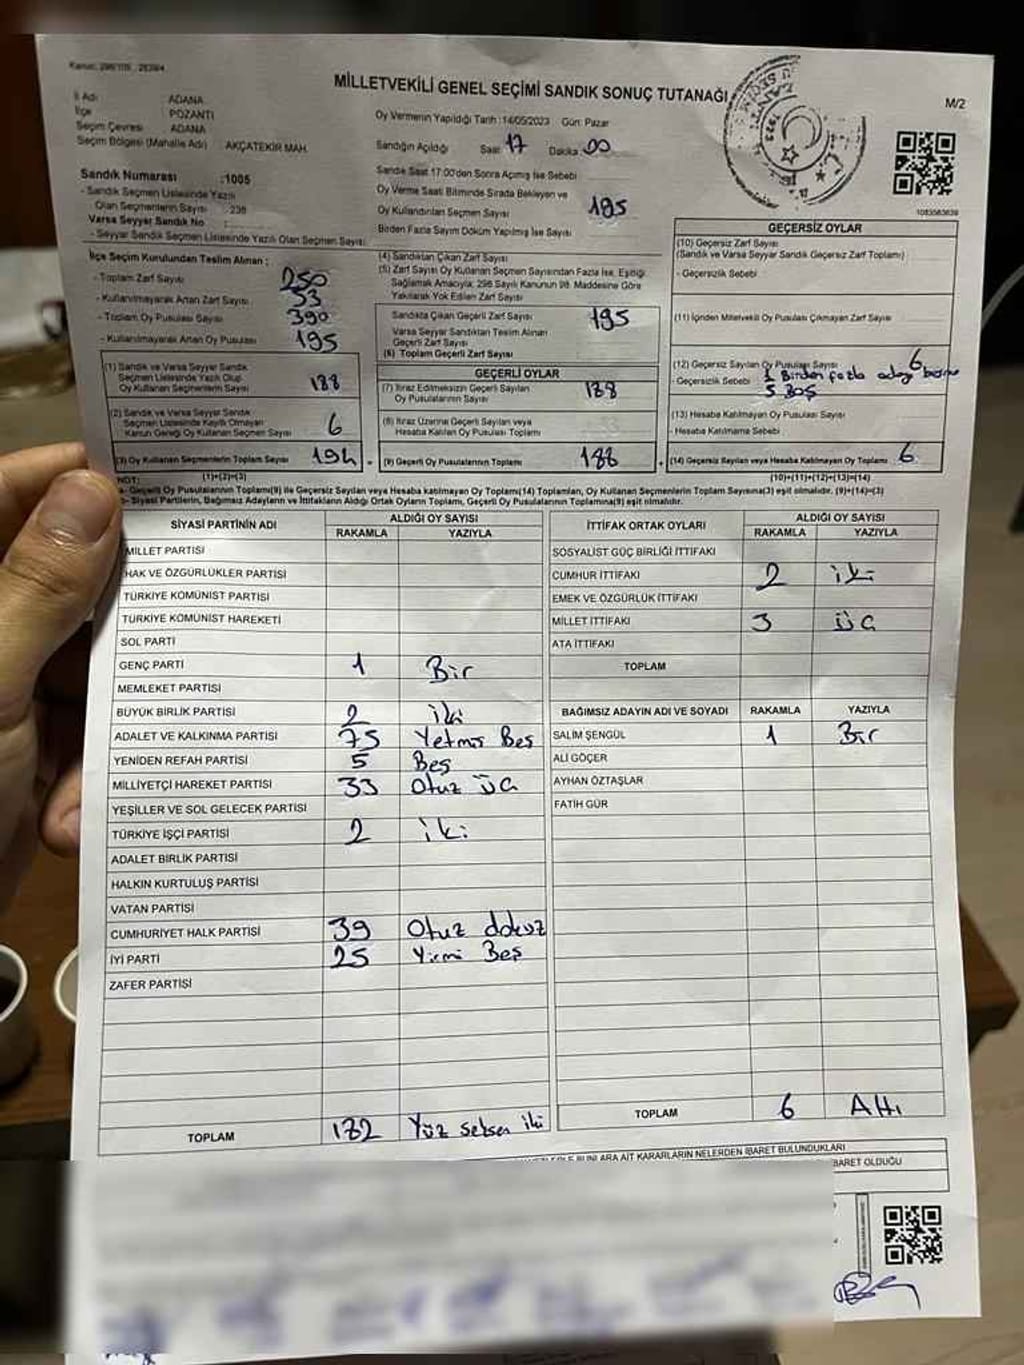 Kanun: 298/105 , 2839/4
MİLLETVEKİLİ GENEL SEÇİMİ SANDIK SONUÇ TUTANAĞI
M/2
İl Adı ADANA
İlçe POZANTI
Seçim Çevresi ADANA
Seçim Bölgesi (Mahalle Adı) : AKÇATEKİR MAH.
Sandık Numarası :1005
- Sandık Seçmen Listesinde Yazılı
Olan Seçmenlerin Sayısı : 236
Varsa Seyyar Sandık No :
- Seyyar Sandık Seçmen Listesinde Yazılı Olan Seçmen Sayısı:
İlçe Seçim Kurulundan Teslim Alınan :
- Toplam Zarf Sayısı 250
- Kullanılmayarak Artan Zarf Sayısı 53
- Toplam Oy Pusulası Sayısı 390
- Kullanılmayarak Artan Oy Pusulası 195
(1) Sandık ve Varsa Seyyar Sandık
Seçmen Listesinde Yazılı Olup
Oy Kullanan Seçmenlerin Sayısı 188
(2) Sandık ve Varsa Seyyar Sandık
Seçmen Listesinde Kayıtlı Olmayan
Kanun Gereği Oy Kullanan Seçmen Sayısı 6
(3) Oy Kullanan Seçmenlerin Toplam Sayısı 194
(1)+(2)=(3)
Oy Vermenin Yapıldığı Tarih :14/05/2023 Gün: Pazar
Sandığın Açıldığı Saat 17 Dakika 00
Sandık Saat 17.00'den Sonra Açılmış İse Sebebi
Oy Verme Saati Bitiminde Sırada Bekleyen ve
Oy Kullandırılan Seçmen Sayısı 195
Birden Fazla Sayım Döküm Yapılmış İse Sayısı
(4) Sandıktan Çıkan Zarf Sayısı
(5) Zarf Sayısı Oy Kullanan Seçmen Sayısından Fazla İse, Eşitliği
Sağlamak Amacıyla; 298 Sayılı Kanunun 98. Maddesine Göre
Yakılarak Yok Edilen Zarf Sayısı
Sandıkta Çıkan Geçerli Zarf Sayısı 195
Varsa Seyyar Sandıktan Teslim Alınan
Geçerli Zarf Sayısı
(6) Toplam Geçerli Zarf Sayısı
GEÇERLİ OYLAR
(7) İtiraz Edilmeksizin Geçerli Sayılan
Oy Pusulalarının Sayısı 188
(8) İtiraz Üzerine Geçerli Sayılan veya
Hesaba Katılan Oy Pusulası Toplamı
(9) Geçerli Oy Pusulalarının Toplamı 188
1083583639
GEÇERSİZ OYLAR
(10) Geçersiz Zarf Sayısı
(Sandık ve Varsa Seyyar Sandık Geçersiz Zarf Toplamı)
- Geçersizlik Sebebi
(11) İçinden Milletvekili Oy Pusulası Çıkmayan Zarf Sayısı
(12) Geçersiz Sayılan Oy Pusulası Sayısı 6
- Geçersizlik Sebebi 1 Birden fazla adaya basma
5 Boş
(13) Hesaba Katılmayan Oy Pusulası Sayısı
- Hesaba Katılmama Sebebi
(14) Geçersiz Sayılan veya Hesaba Katılmayan Oy Toplamı 6
(10)+(11)+(12)+(13)=(14)
NOT:
a- Geçerli Oy Pusulalarının Toplamı(9) ile Geçersiz Sayılan veya Hesaba katılmayan Oy Toplamı(14) Toplamları, Oy Kullanan Seçmenlerin Toplam Sayısına(3) eşit olmalıdır. (9)+(14)=(3)
- Siyasi Partilerin, Bağımsız Adayların ve İttifakların Aldığı Ortak Oyların Toplamı, Geçerli Oy Pusulalarının Toplamına(9) eşit olmalıdır.
SİYASİ PARTİNİN ADI ALDIĞI OY SAYISI
RAKAMLA YAZIYLA
MİLLET PARTİSİ
HAK VE ÖZGÜRLÜKLER PARTİSİ
TÜRKİYE KOMÜNİST PARTİSİ
TÜRKİYE KOMÜNİST HAREKETİ
SOL PARTİ
GENÇ PARTİ 1 Bir
MEMLEKET PARTİSİ
BÜYÜK BİRLİK PARTİSİ 2 iki
ADALET VE KALKINMA PARTİSİ 75 Yetmiş Beş
YENİDEN REFAH PARTİSİ 5 Beş
MİLLİYETÇİ HAREKET PARTİSİ 33 Otuz üç
YEŞİLLER VE SOL GELECEK PARTİSİ
TÜRKİYE İŞÇİ PARTİSİ 2 iki
ADALET BİRLİK PARTİSİ
HALKIN KURTULUŞ PARTİSİ
VATAN PARTİSİ
CUMHURİYET HALK PARTİSİ 39 Otuz dokuz
İYİ PARTİ 25 Yirmi Beş
ZAFER PARTİSİ
TOPLAM 182 Yüz seksen iki
İTTİFAK ORTAK OYLARI ALDIĞI OY SAYISI
RAKAMLA YAZIYLA
SOSYALİST GÜÇ BİRLİĞİ İTTİFAKI
CUMHUR İTTİFAKI 2 iki
EMEK VE ÖZGÜRLÜK İTTİFAKI
MİLLET İTTİFAKI 3 üç
ATA İTTİFAKI
TOPLAM
BAĞIMSIZ ADAYIN ADI VE SOYADI RAKAMLA YAZIYLA
SALİM ŞENGÜL 1 Bir
ALİ GÖÇER
AYHAN ÖZTAŞLAR
FATİH GÜR
TOPLAM 6 Altı
BUNLARA AİT KARARLARIN NELERDEN İBARET BULUNDUKLARI
İBARET OLDUĞU